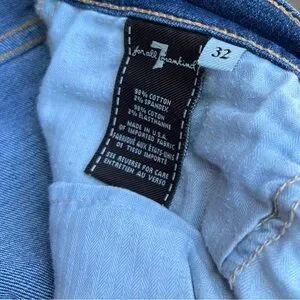 7
for all mankind
32
98% COTTON
2% SPANDEX
98% COTON
2% ELASTHANNE
MADE IN U.S.A.
OF IMPORTED FABRIC
FABRIQUÉ AUX ÉTATS-UNIS
DE TISSU IMPORTÉ
SEE REVERSE FOR CARE
ENTRETIEN AU VERSO